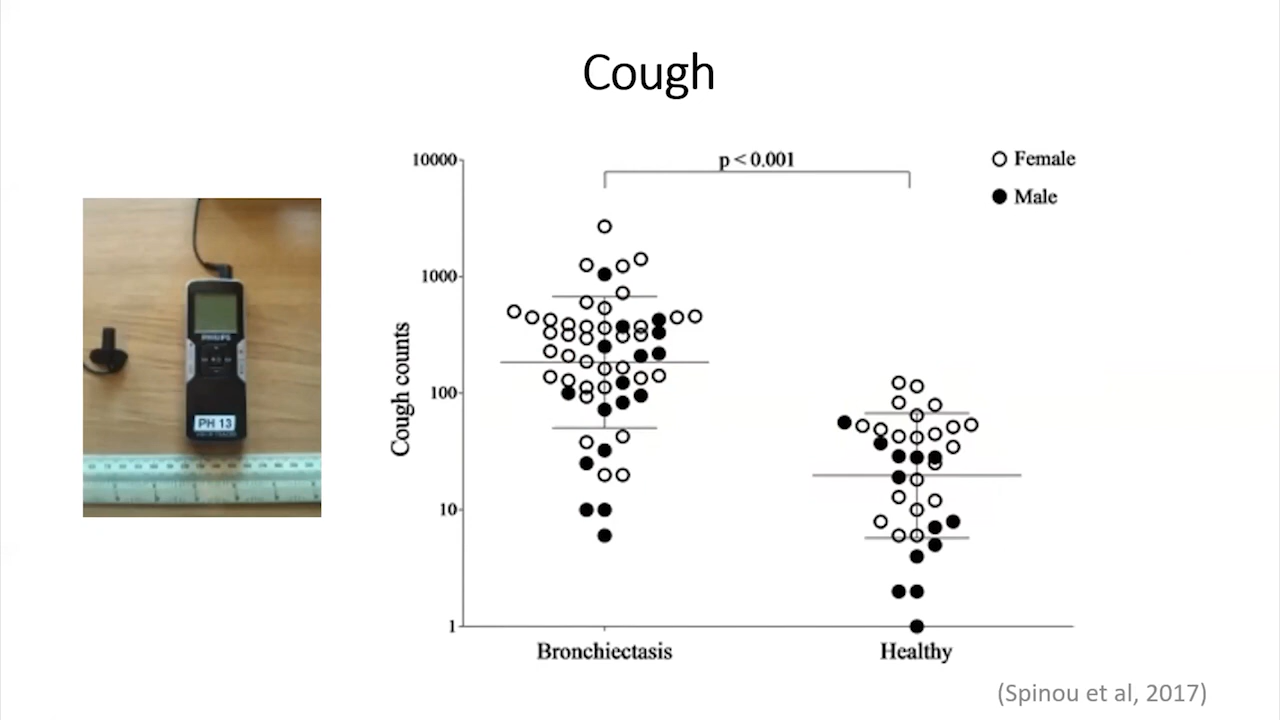 Cough
10000
1000
100
10
1
Cough counts
p < 0.001
Female
Male
Bronchiectasis
Healthy
PHILIPS
PH 13
(Spinou et al, 2017)